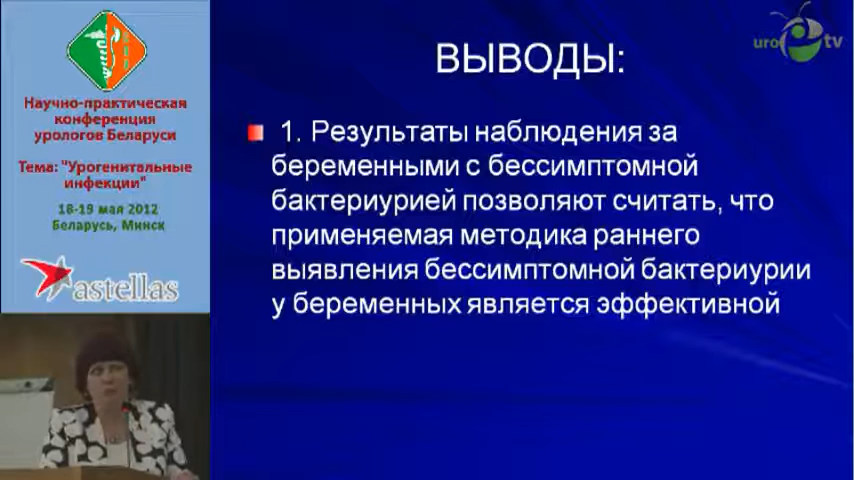 Научно-практическая
конференция
урологов Беларуси
Тема: "Урогенитальные
инфекции"
18-19 мая 2012
Беларусь, Минск
astellas
uro tv
ВЫВОДЫ:
1. Результаты наблюдения за
беременными с бессимптомной
бактериурией позволяют считать, что
применяемая методика раннего
выявления бессимптомной бактериурии
у беременных является эффективной